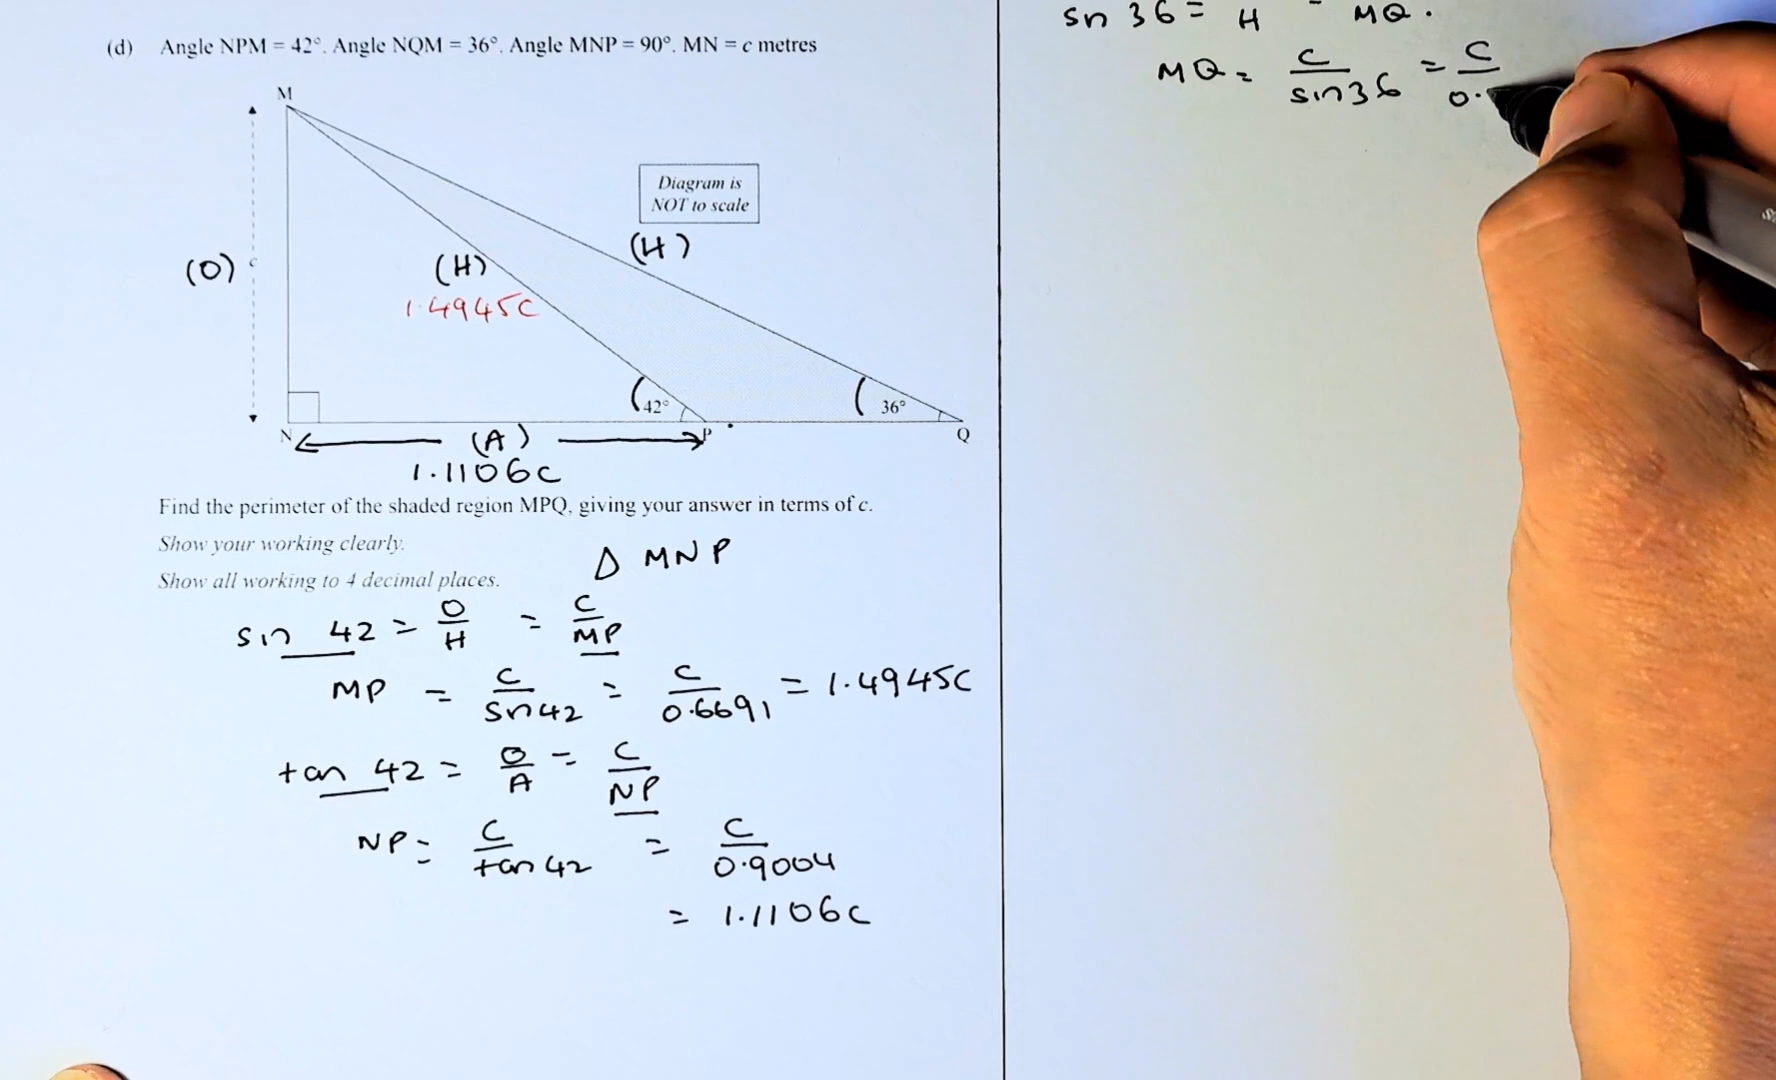 (d) Angle NPM = 42°. Angle NQM = 36°. Angle MNP = 90°. MN = c metres
M
Diagram is
NOT to scale
(H)
(O)
c
(H)
1.4945C
42°
36°
N
(A)
P
Q
1.1106C
Find the perimeter of the shaded region MPQ, giving your answer in terms of c.
Show your working clearly.
Show all working to 4 decimal places.
Δ MNP
sin 42 = O/H = C/MP
MP = C/sin42 = C/0.6691 = 1.4945C
tan 42 = O/A = C/NP
NP = C/tan42 = C/0.9004
= 1.1106C
sin 36 = H = MQ.
MQ = C/sin36 = C/0.